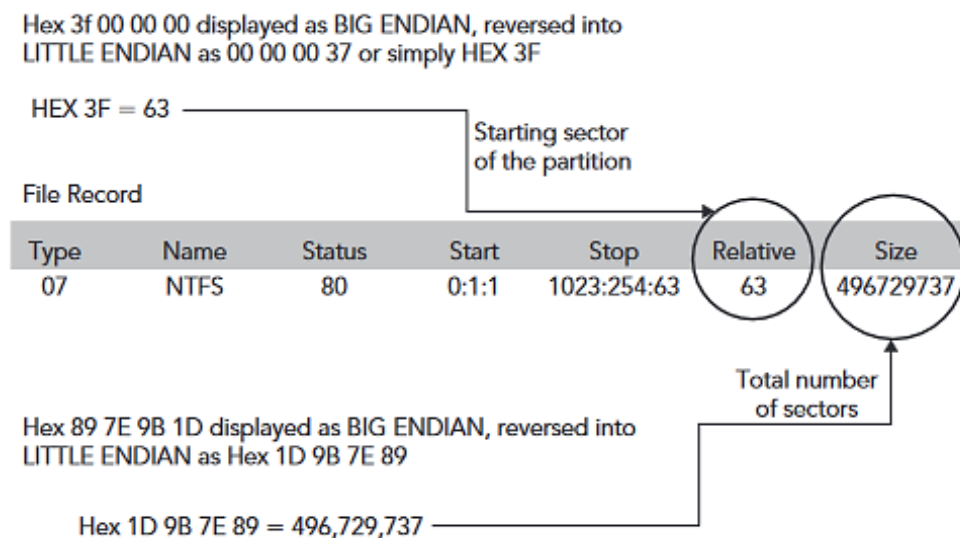 Hex 3f 00 00 00 displayed as BIG ENDIAN, reversed into
LITTLE ENDIAN as 00 00 00 37 or simply HEX 3F
HEX 3F = 63
Starting sector
of the partition
File Record
Type Name Status Start Stop Relative Size
07 NTFS 80 0:1:1 1023:254:63 63 496729737
Total number
of sectors
Hex 89 7E 9B 1D displayed as BIG ENDIAN, reversed into
LITTLE ENDIAN as Hex 1D 9B 7E 89
Hex 1D 9B 7E 89 = 496,729,737